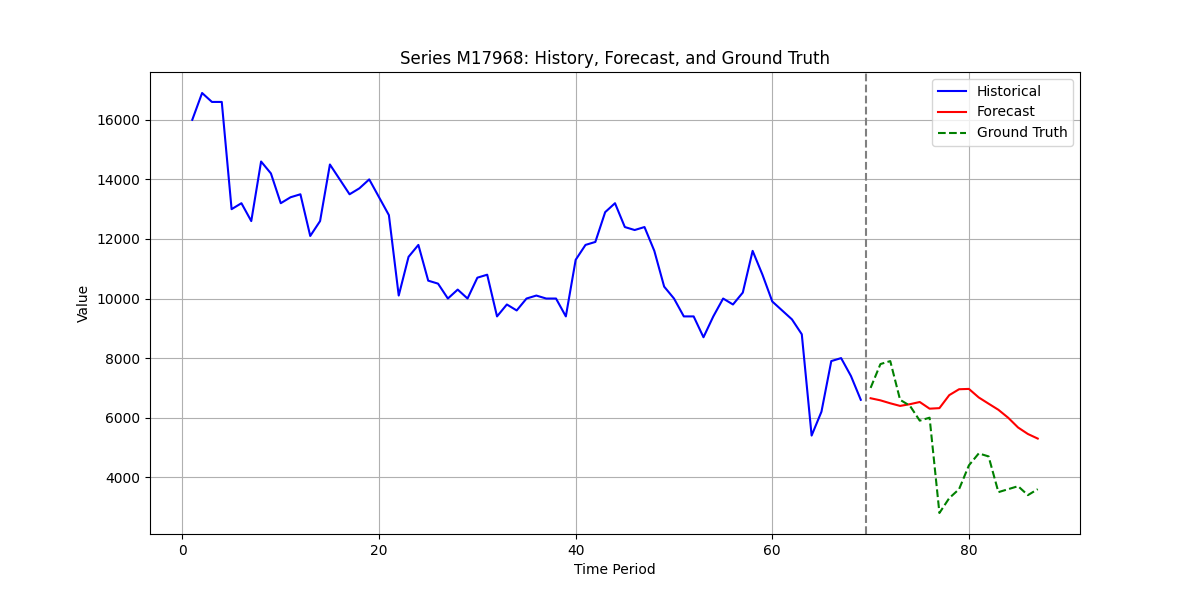 Series M17968: History, Forecast, and Ground Truth
Historical
Forecast
Ground Truth
Value
16000
14000
12000
10000
8000
6000
4000
0
20
40
60
80
Time Period